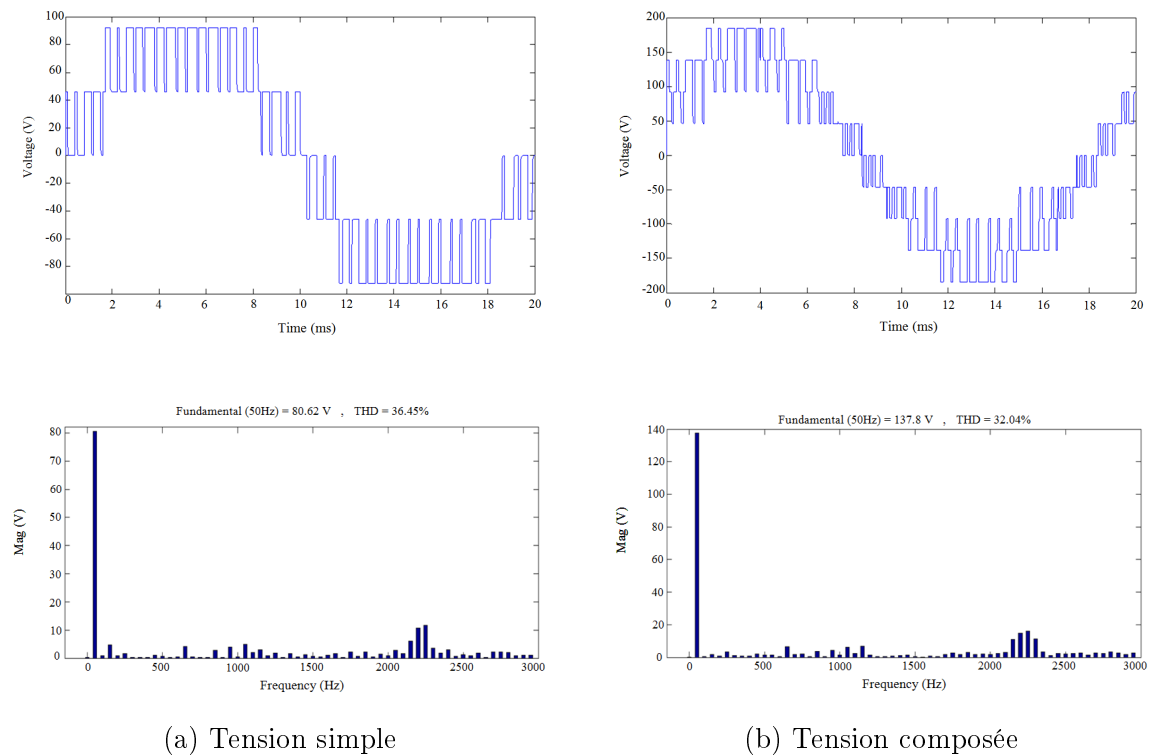 100
80
60
40
20
0
-20
-40
-60
-80
Voltage (V)
0 2 4 6 8 10 12 14 16 18 20
Time (ms)
200
150
100
50
0
-50
-100
-150
-200
Voltage (V)
0 2 4 6 8 10 12 14 16 18 20
Time (ms)
Fundamental (50Hz) = 80.62 V , THD = 36.45%
80
70
60
50
40
30
20
10
0
Mag (V)
0 500 1000 1500 2000 2500 3000
Frequency (Hz)
Fundamental (50Hz) = 137.8 V , THD = 32.04%
140
120
100
80
60
40
20
0
Mag (V)
0 500 1000 1500 2000 2500 3000
Frequency (Hz)
(a) Tension simple
(b) Tension composée